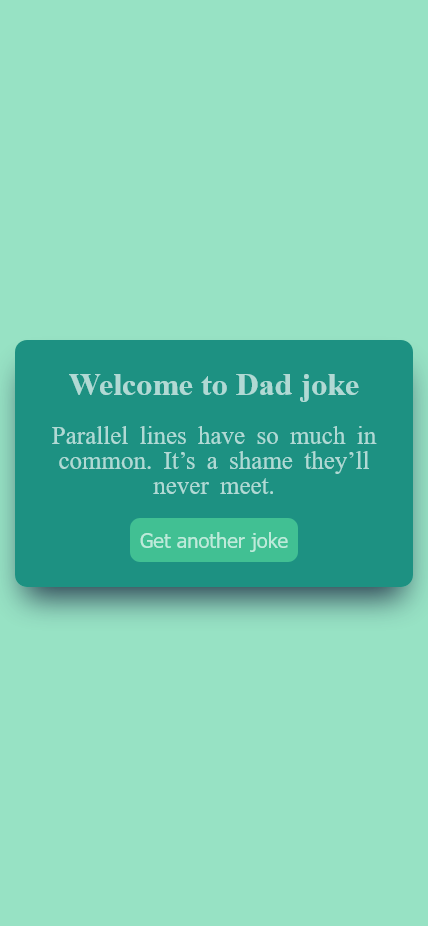 Welcome to Dad joke
Parallel lines have so much in
common. It’s a shame they’ll
never meet.
Get another joke